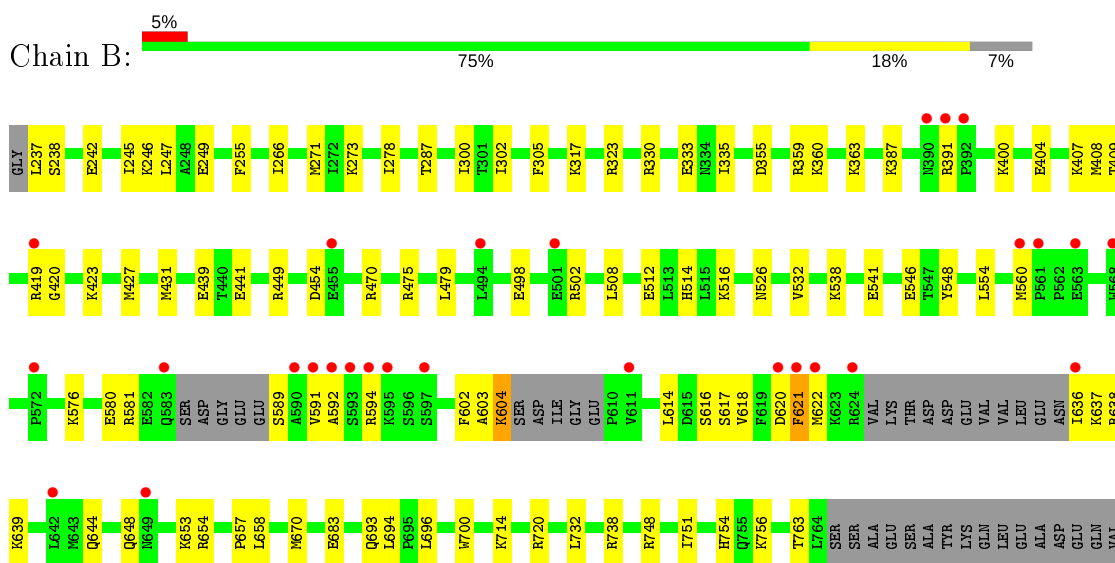 5%
Chain B:
75% 18% 7%
GLY L237 S238 E242 I245 K246 L247 A248 E249 F255 I266 M271 I272 K273 I278 T287 I300 T301 I302 F305 K317 R323 R330 E333 N334 I335 D355 R359 K360 K363 K387 N390 R391 P392 K400 E404 K407 M408 T409
R419 G420 K423 M427 M431 E439 T440 E441 R449 D454 E455 R470 R475 L479 L494 E498 E501 R502 L508 E512 L513 H514 L515 K516 N526 V532 K538 E541 E546 T547 Y548 L554 M560 P561 P562 E563 H568
P572 K576 E580 R581 E582 Q583 SER ASP GLY GLU GLU S589 A590 V591 A592 S593 R594 K595 S596 S597 F602 A603 K604 SER ASP ILE GLY GLU P610 V611 L614 D615 S616 S617 V618 F619 D620 F621 M622 K623 R624 VAL LYS THR ASP ASP GLU VAL VAL LEU GLU ASN I636 K637 R638
K639 L642 M643 Q644 Q648 N649 K653 R654 P657 L658 M670 E683 Q693 L694 P695 L696 W700 K714 R720 L732 R738 R748 I751 H754 Q755 K756 T763 L764 SER SER ALA GLU SER ALA TYR LYS GLN LEU GLU ALA ASP GLU GLN VAL